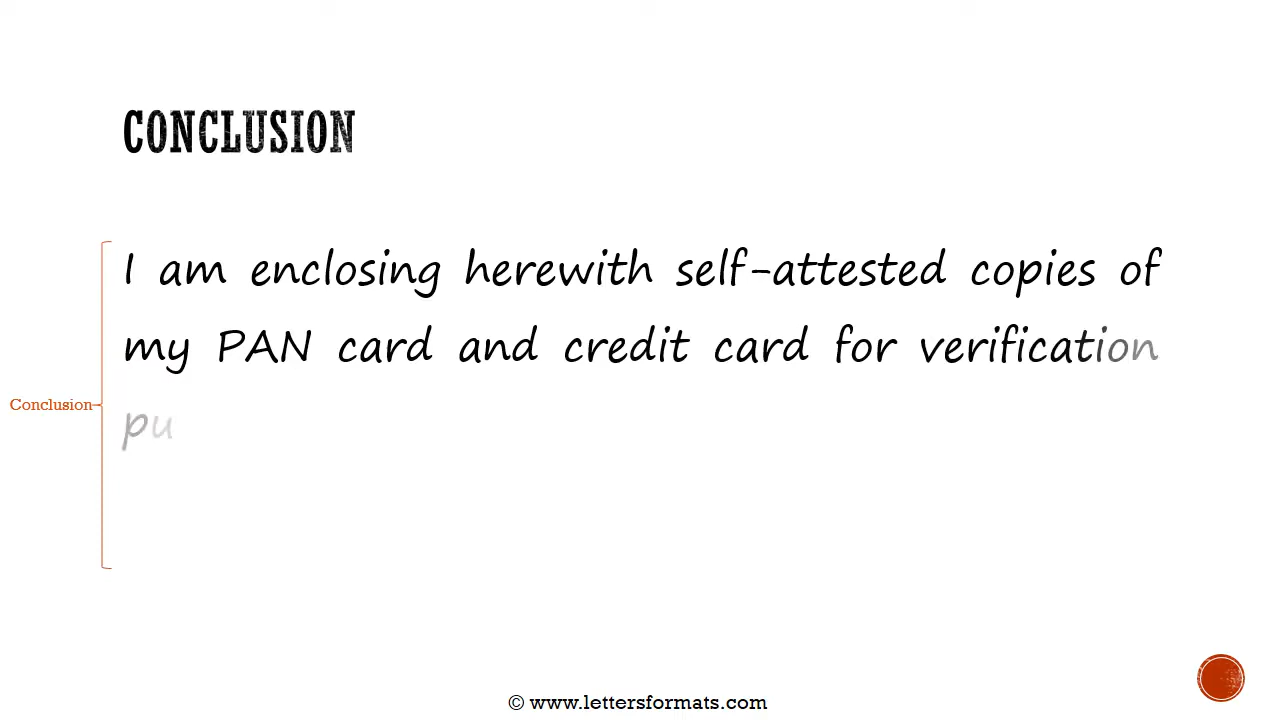 CONCLUSION
I am enclosing herewith self-attested copies of
my PAN card and credit card for verification
pu
Conclusion
© www.lettersformats.com